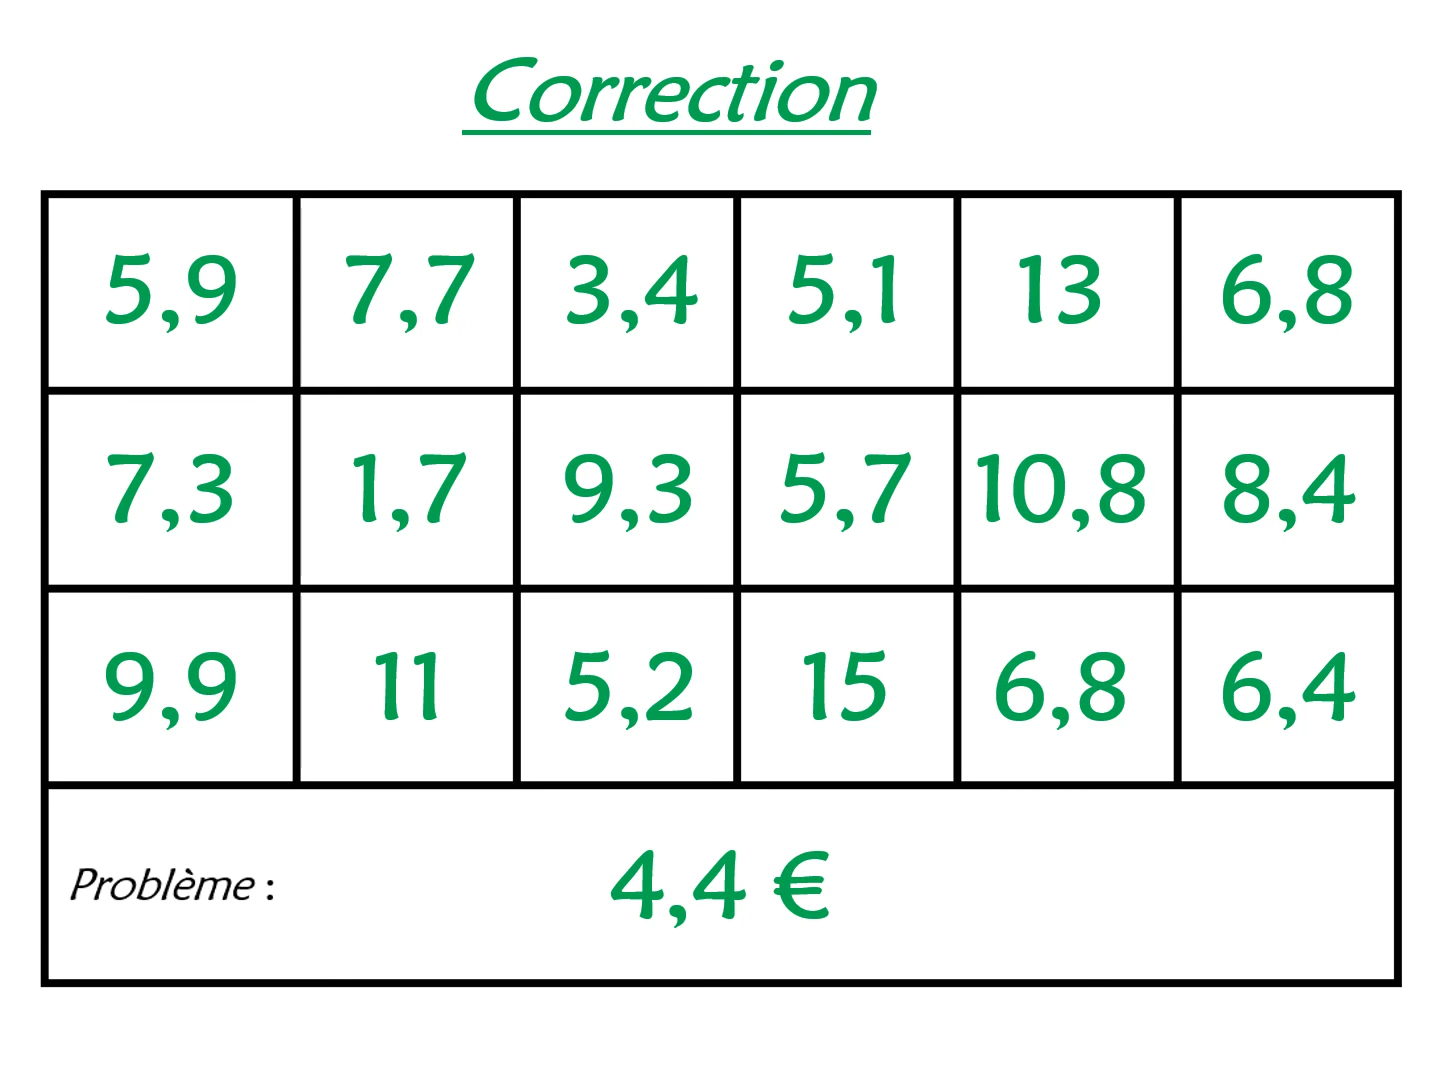 Correction
5,9 7,7 3,4 5,1 13 6,8
7,3 1,7 9,3 5,7 10,8 8,4
9,9 11 5,2 15 6,8 6,4
Problème : 4,4 €